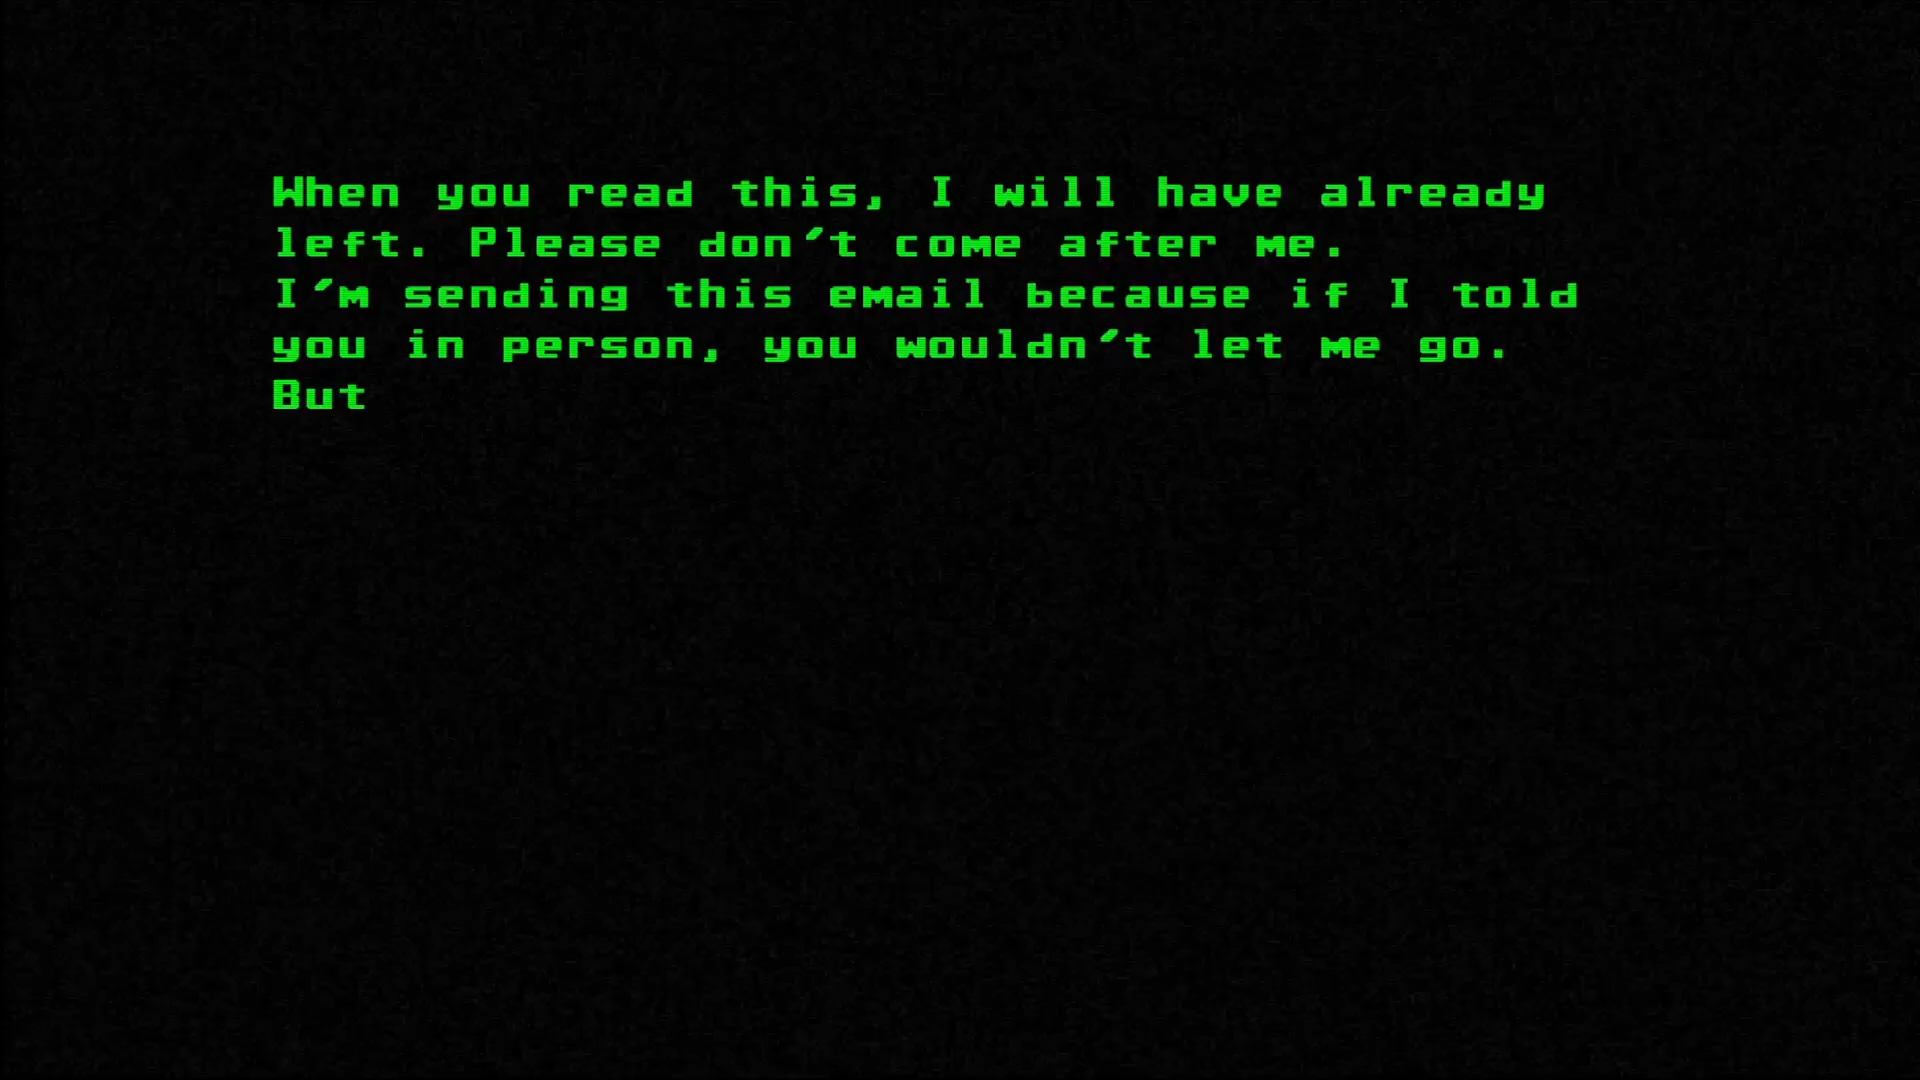 When you read this, I will have already
left. Please don't come after me.
I'm sending this email because if I told
you in person, you wouldn't let me go.
But